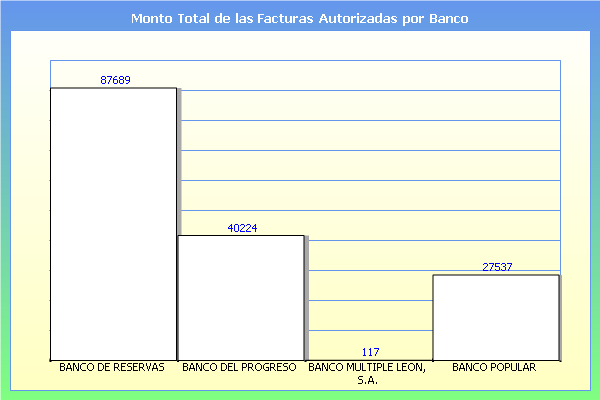 Monto Total de las Facturas Autorizadas por Banco
87689
40224
27537
117
BANCO DE RESERVAS
BANCO DEL PROGRESO
BANCO MULTIPLE LEON,
S.A.
BANCO POPULAR